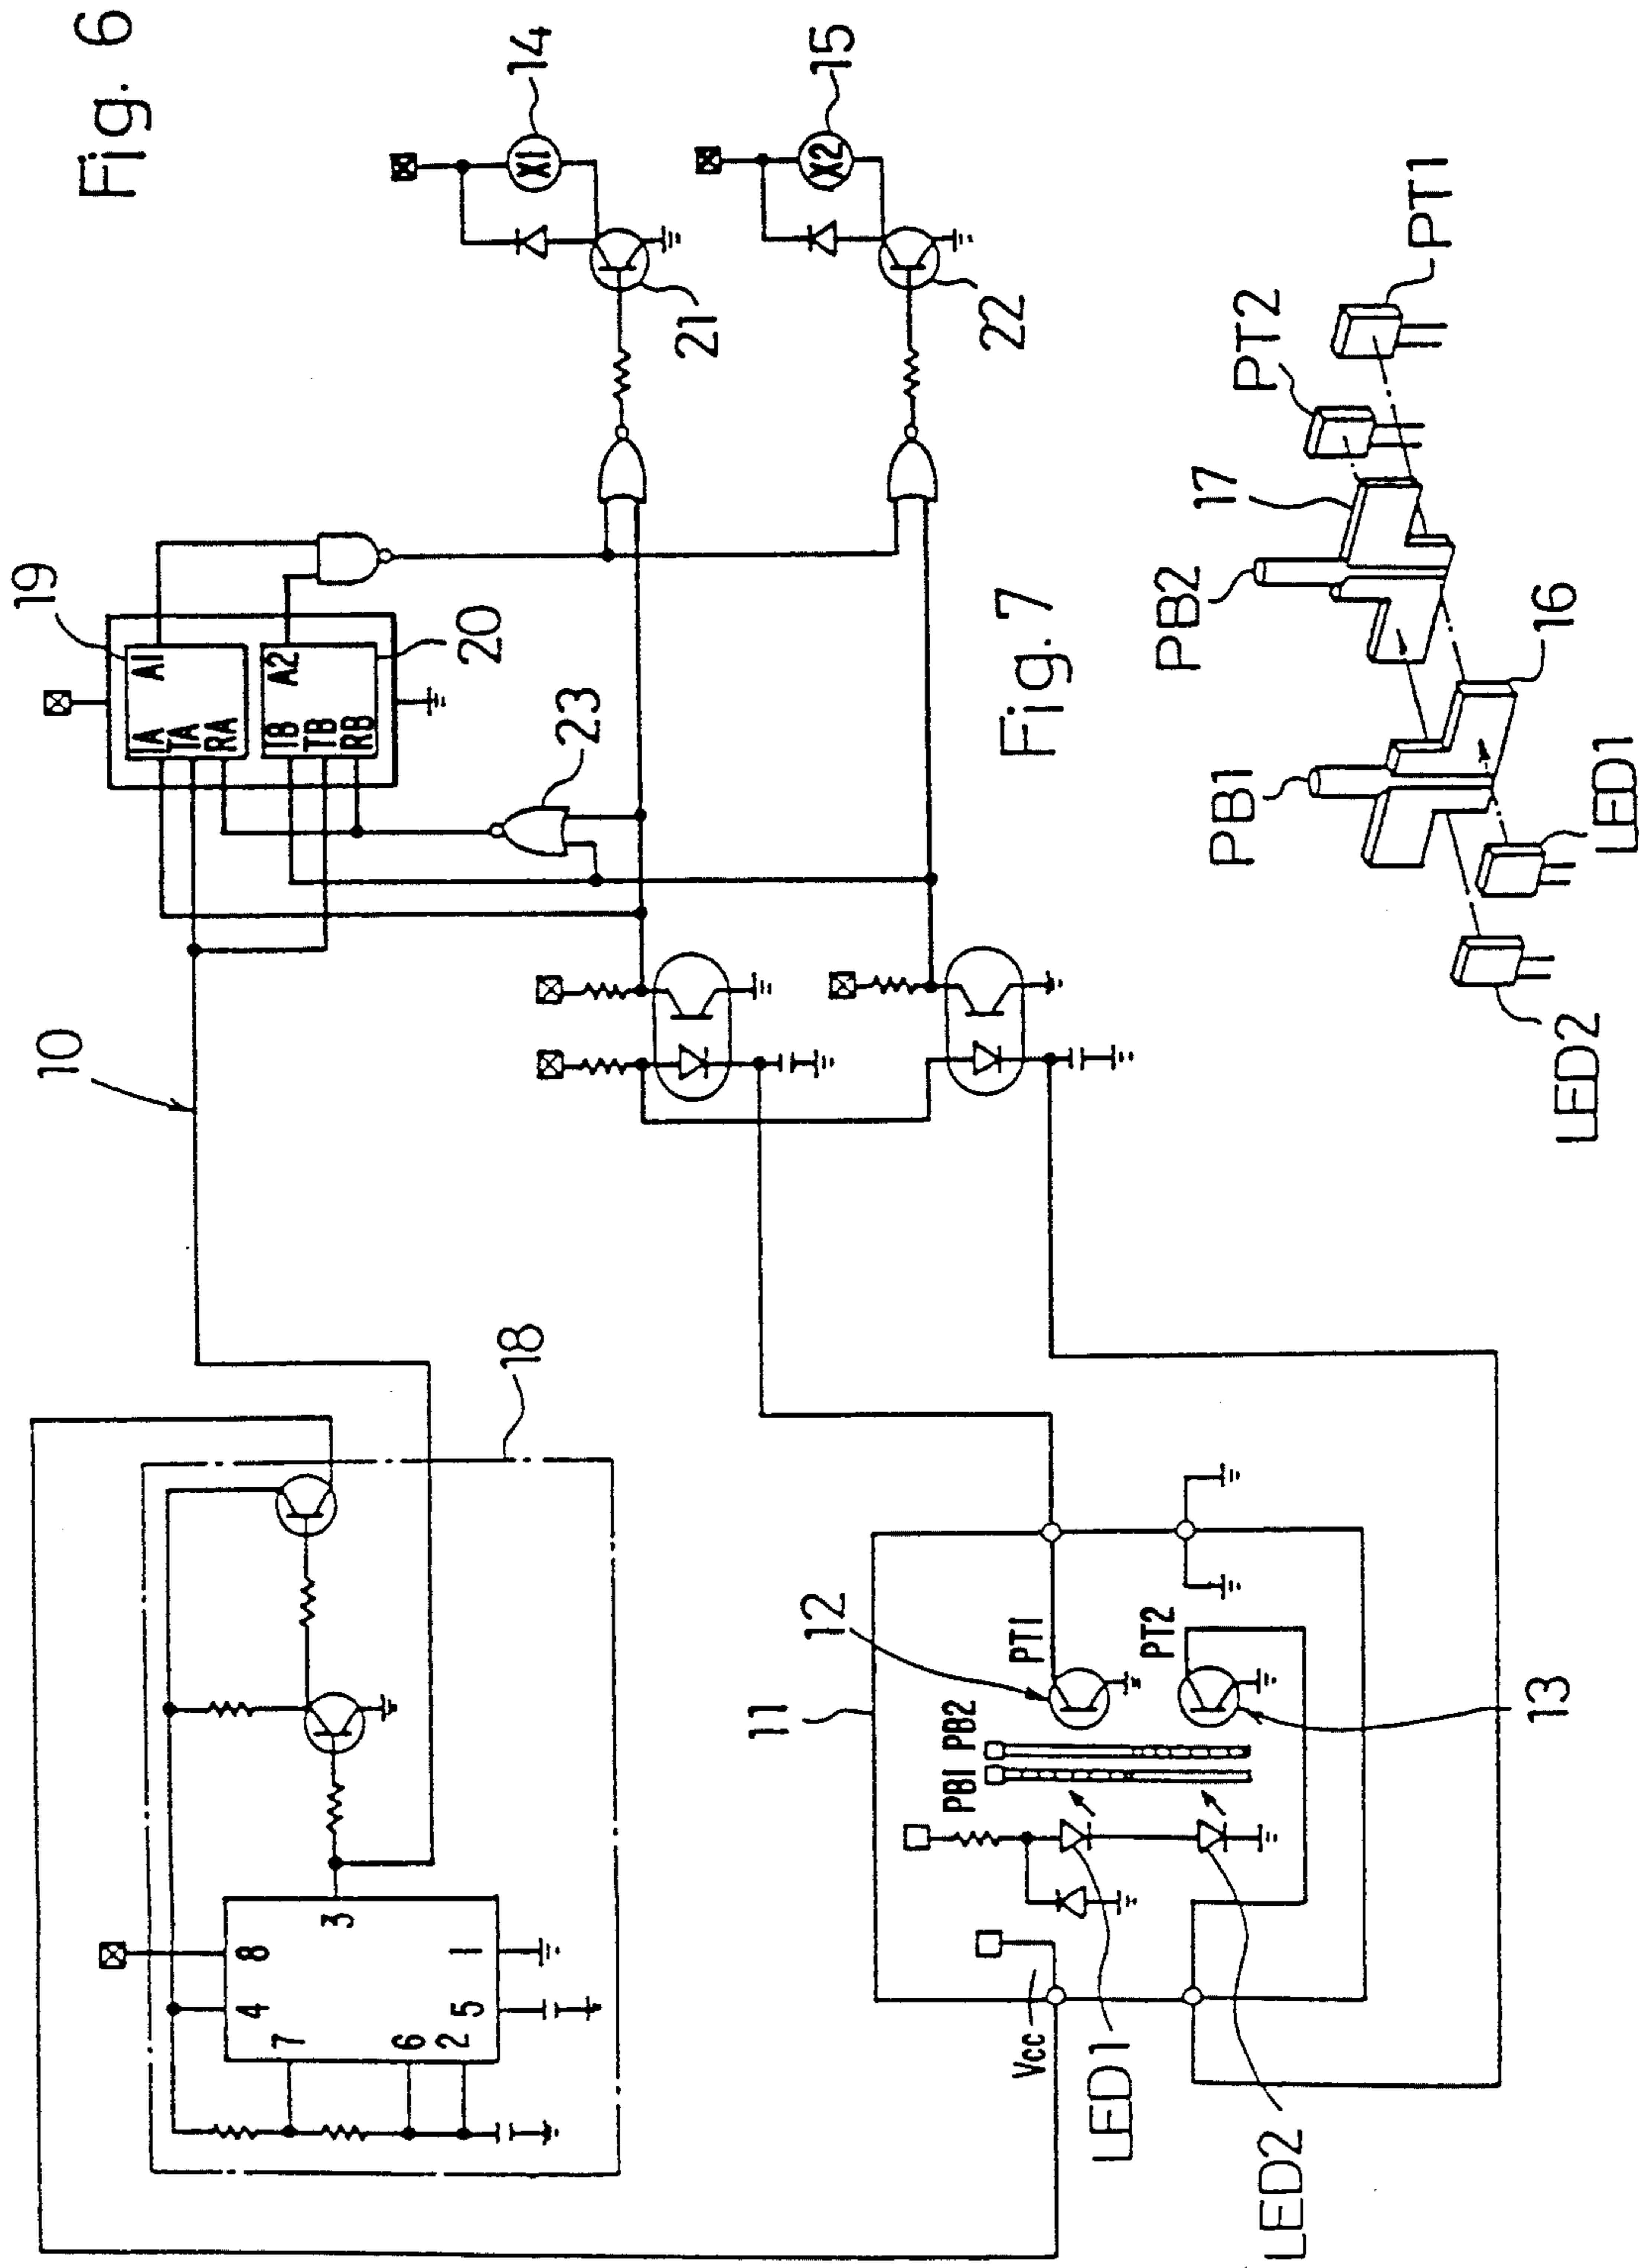 Fig. 6
10
19
14
X1
15
X2
A1
IA
TA
RA
A2
IB
TB
RB
20
23
21
22
18
8
4
7
3
6
2
5
1
11
12
PT1
PT2
13
PB1 PB2
Vcc
LED1
LED2
Fig. 7
PB1
PB2
17
16
PT2
PT1
LED1
LED2